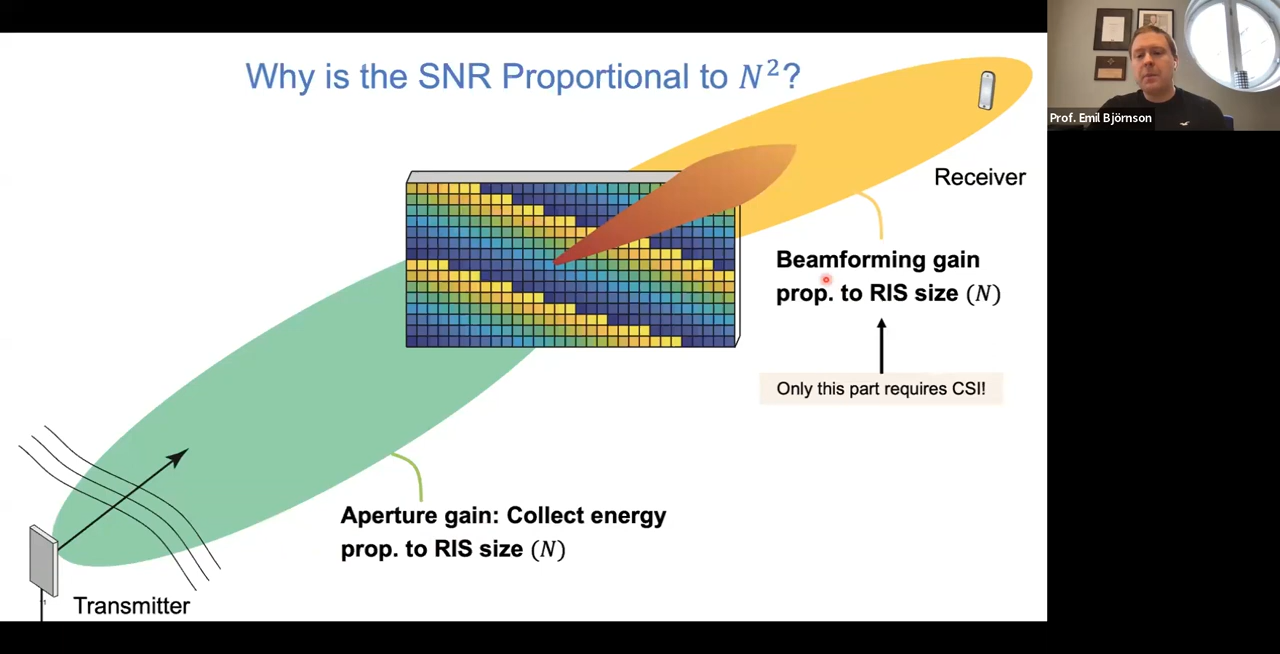 Why is the SNR Proportional to N²?
Prof. Emil Björnson
Receiver
Beamforming gain
prop. to RIS size (N)
Only this part requires CSI!
Aperture gain: Collect energy
prop. to RIS size (N)
Transmitter